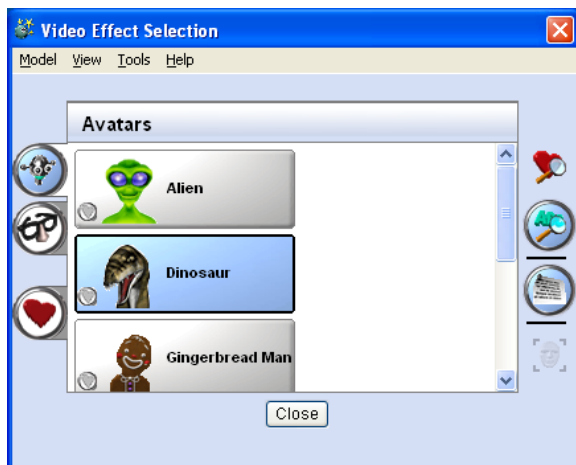 Video Effect Selection
Model View Tools Help
Avatars
Alien
Dinosaur
Gingerbread Man
Close